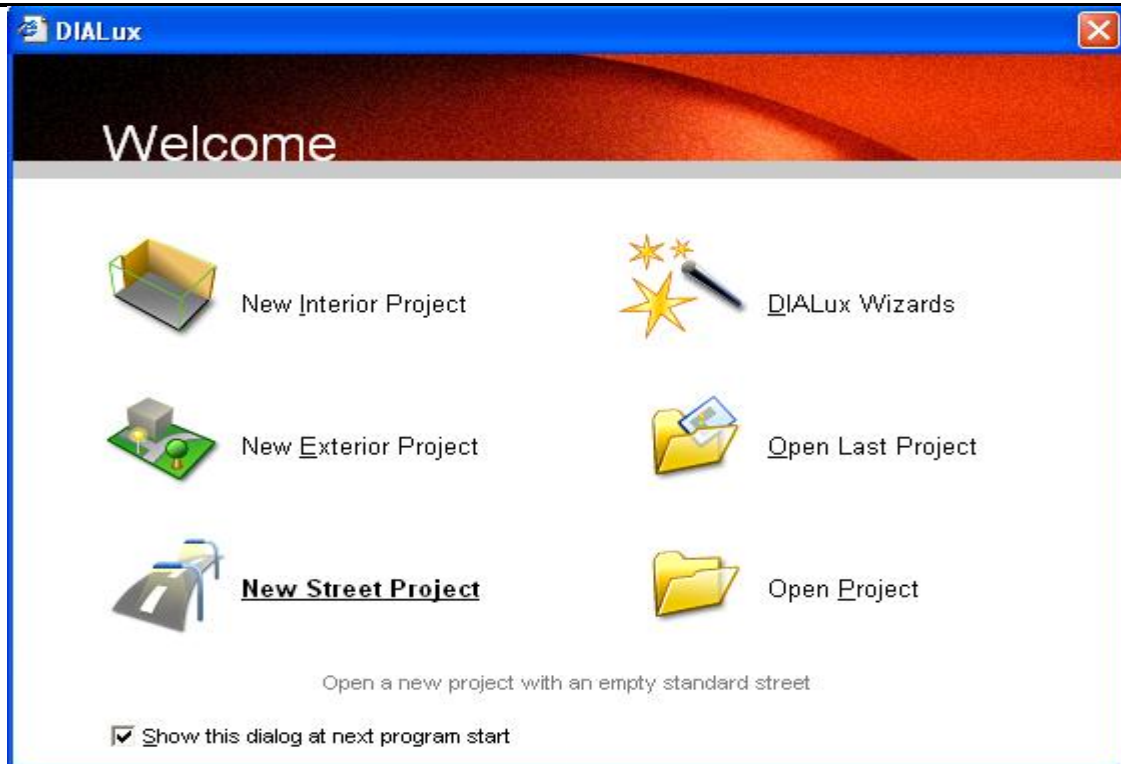 DIALux
Welcome
New Interior Project
DIALux Wizards
New Exterior Project
Open Last Project
New Street Project
Open Project
Open a new project with an empty standard street
Show this dialog at next program start